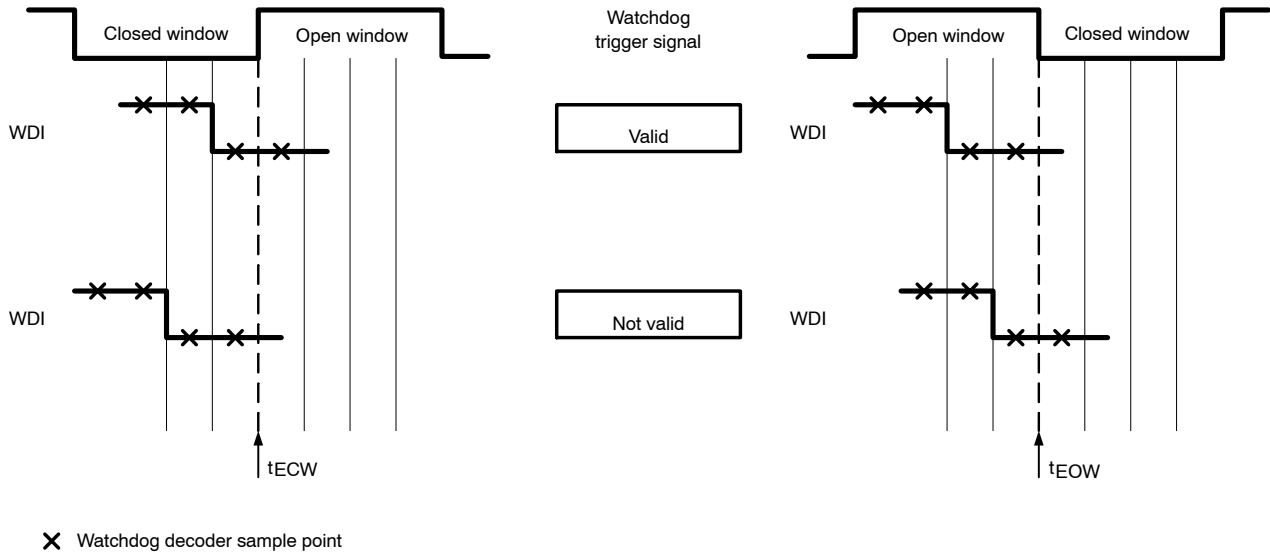 Closed window
Open window
Watchdog
trigger signal
Open window
Closed window
WDI
Valid
WDI
WDI
Not valid
WDI
tECW
tEOW
Watchdog decoder sample point